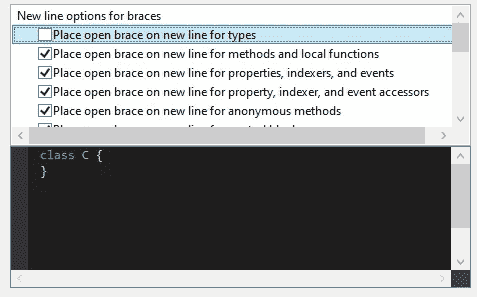 New line options for braces
Place open brace on new line for types
Place open brace on new line for methods and local functions
Place open brace on new line for properties, indexers, and events
Place open brace on new line for property, indexer, and event accessors
Place open brace on new line for anonymous methods
class C {
}